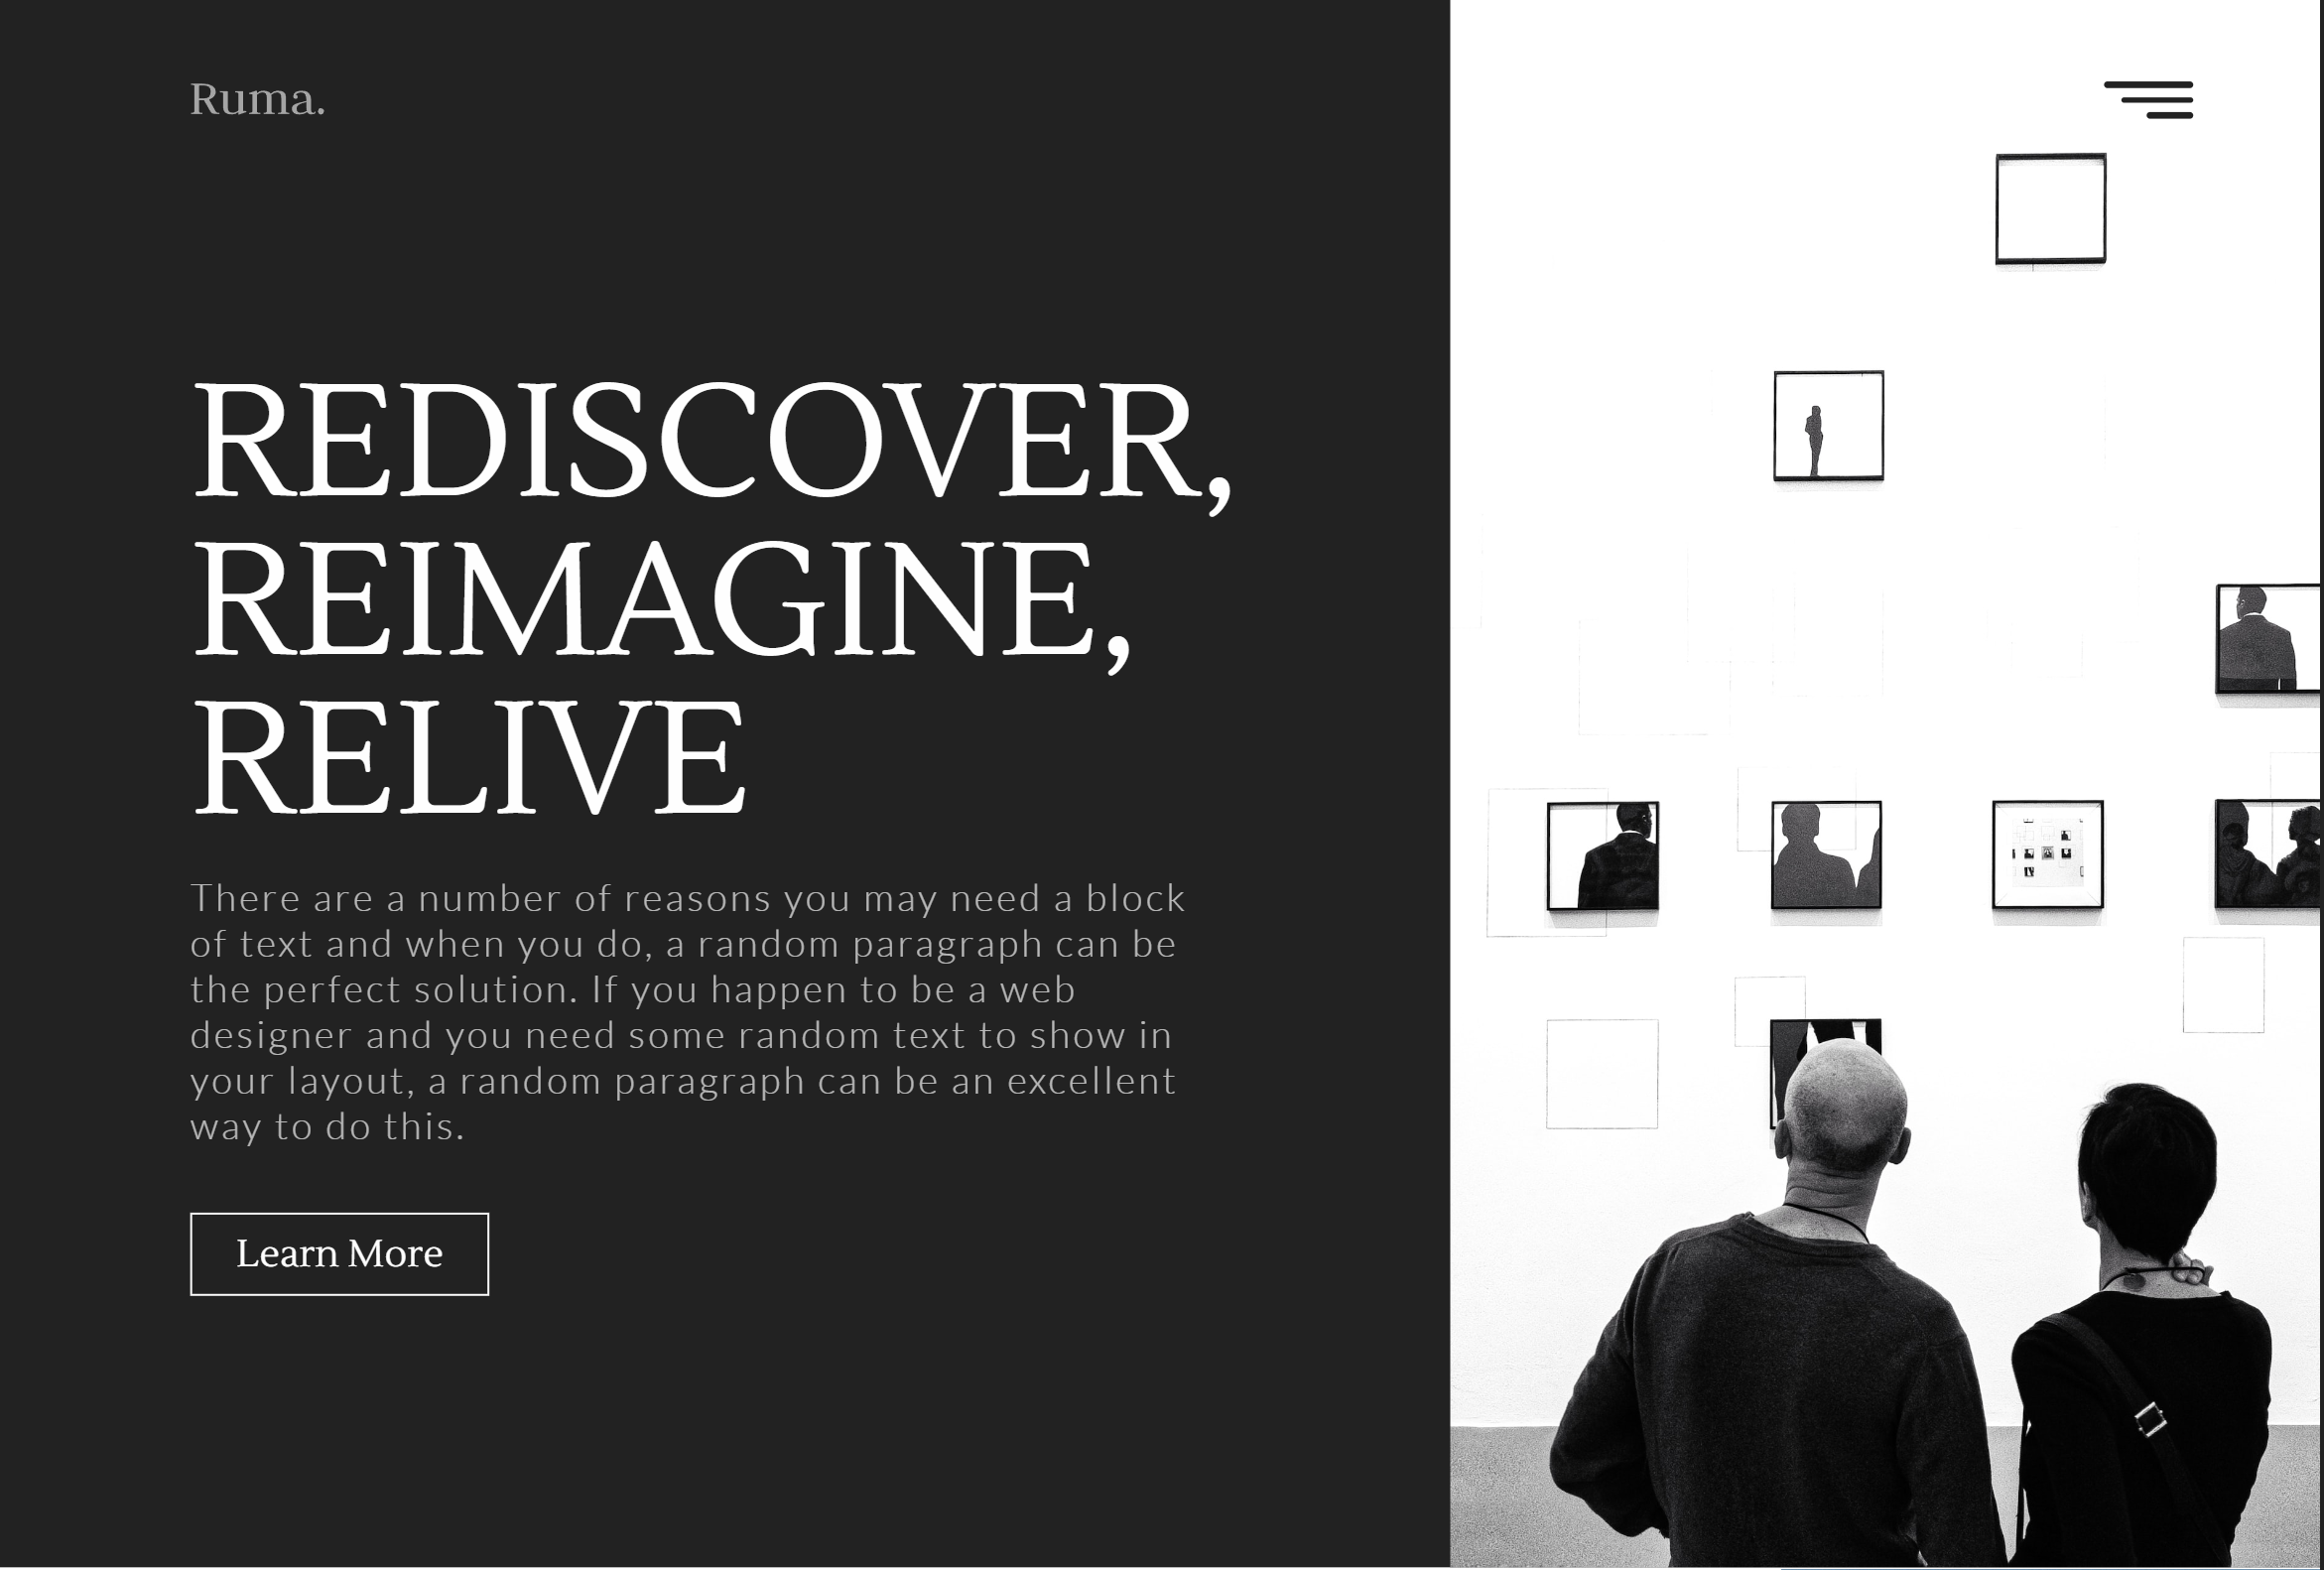 Ruma.
REDISCOVER,
REIMAGINE,
RELIVE
There are a number of reasons you may need a block
of text and when you do, a random paragraph can be
the perfect solution. If you happen to be a web
designer and you need some random text to show in
your layout, a random paragraph can be an excellent
way to do this.
Learn More